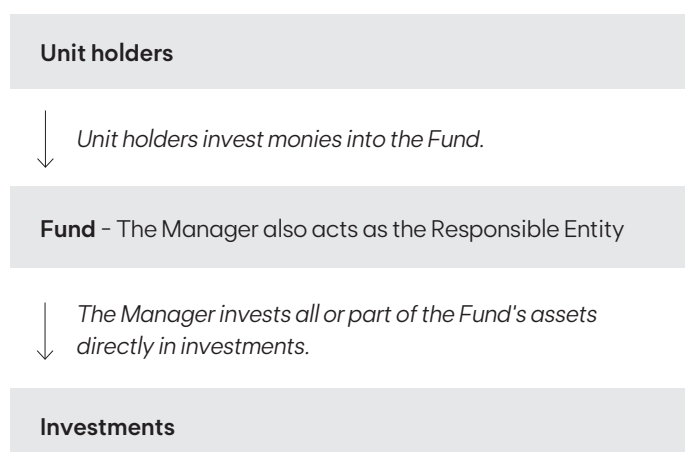 Unit holders
Unit holders invest monies into the Fund.
Fund - The Manager also acts as the Responsible Entity
The Manager invests all or part of the Fund's assets
directly in investments.
Investments